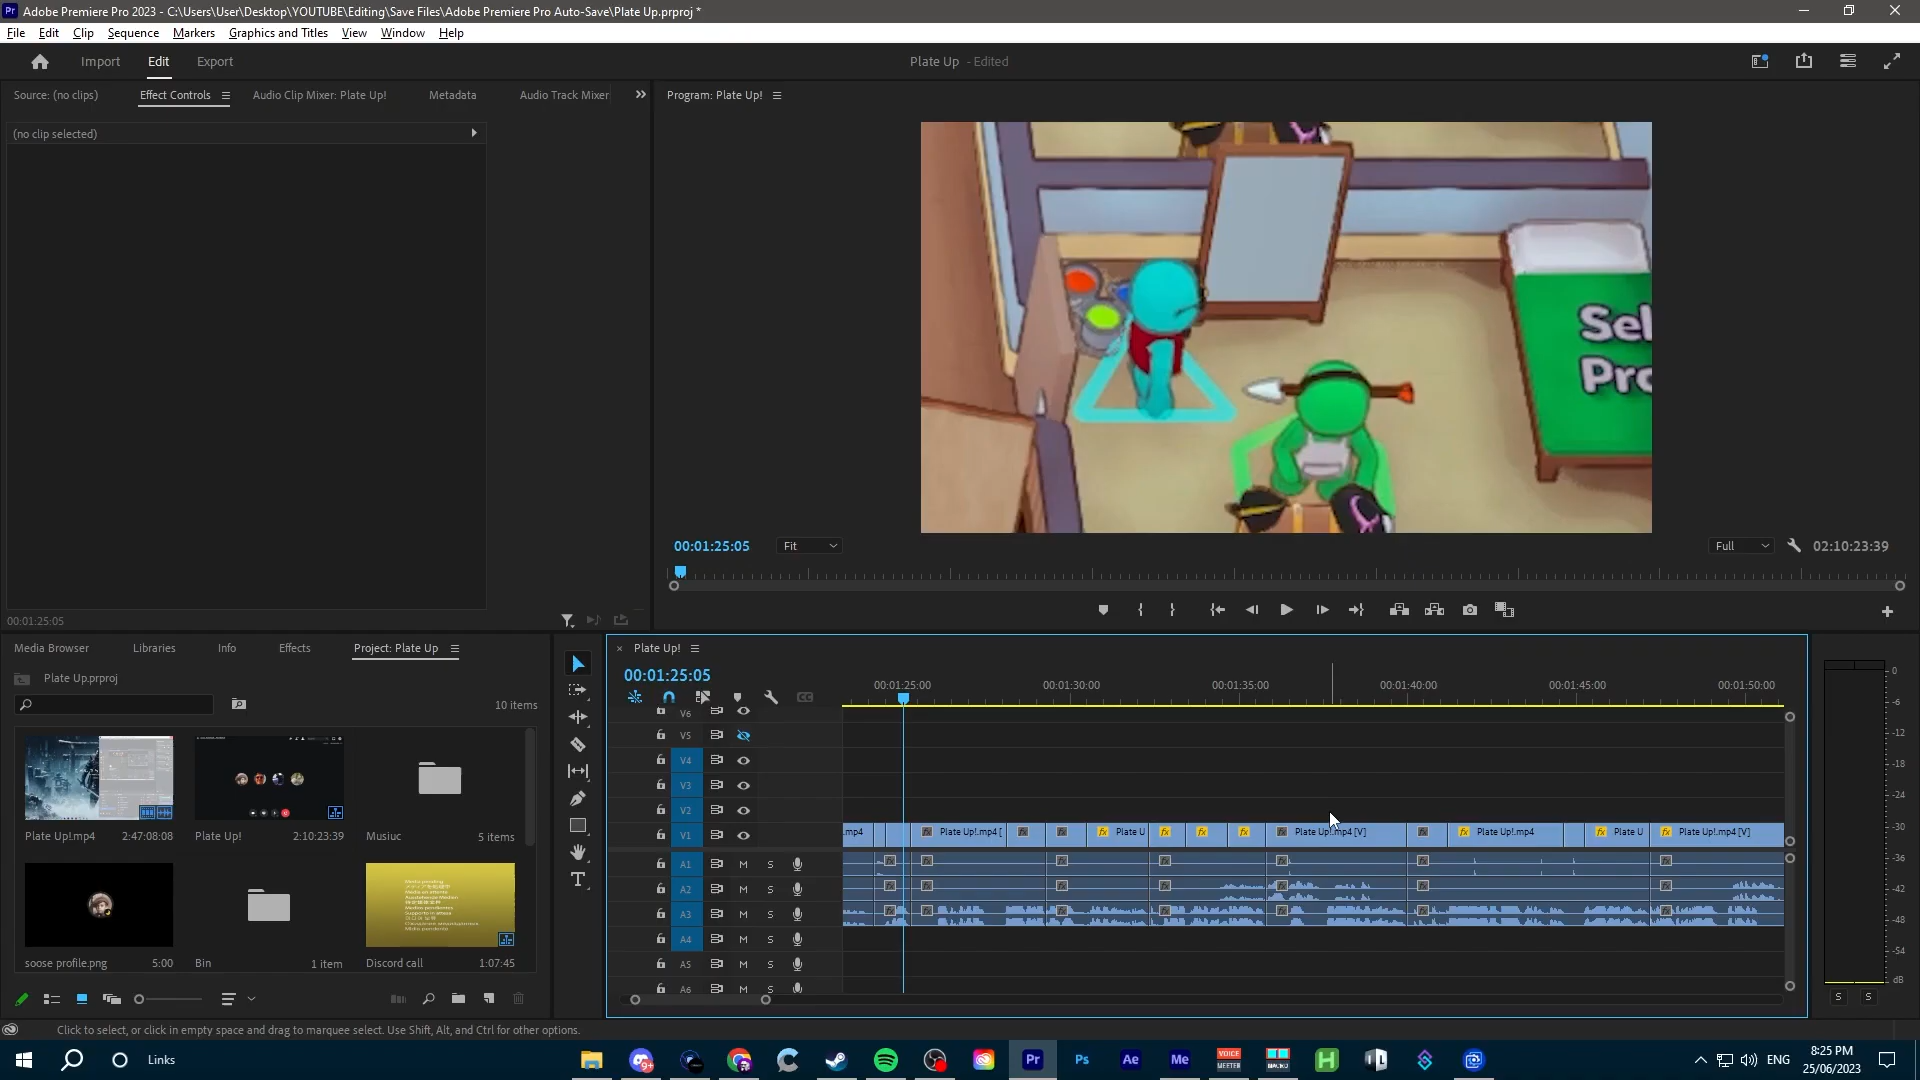 Adobe Premiere Pro 2023 - C:\Users\User\Desktop\YOUTUBE\Editing\Save Files\Adobe Premiere Pro Auto-Save\Plate Up.prproj *
File Edit Clip Sequence Markers Graphics and Titles View Window Help
Import Edit Export
Plate Up - Edited
Source: (no clips) Effect Controls Audio Clip Mixer: Plate Up! Metadata Audio Track Mixer
Program: Plate Up!
(no clip selected)
Sel
Pro
00:01:25:05 Fit Full 02:10:23:39
00:01:25:05
Media Browser Libraries Info Effects Project: Plate Up
Plate Up.prproj
10 items
Plate Up!.mp4 2:47:08:08
Plate Up! 2:10:23:39
Musiuc 5 items
soose profile.png 5:00
Bin 1 item
Discord call 1:07:45
Plate Up!
00:01:25:05
00:01:25:00 00:01:30:00 00:01:35:00 00:01:40:00 00:01:45:00 00:01:50:00
V6
V5
V4
V3
V2
V1 .mp4 Plate Up!.mp4 [ Plate U Plate Up!.mp4 [V] Plate Up!.mp4 Plate U Plate Up!.mp4 [V]
A1 M S
A2 M S
A3 M S
A4 M S
A5 M S
A6 M S
0
-6
-12
-18
-24
-30
-36
-42
-48
-54
dB
S S
Click to select, or click in empty space and drag to marquee select. Use Shift, Alt, and Ctrl for other options.
Links
Pr Ps Ae Me
VOICE MEETER
MACRO
ENG
8:25 PM
25/06/2023